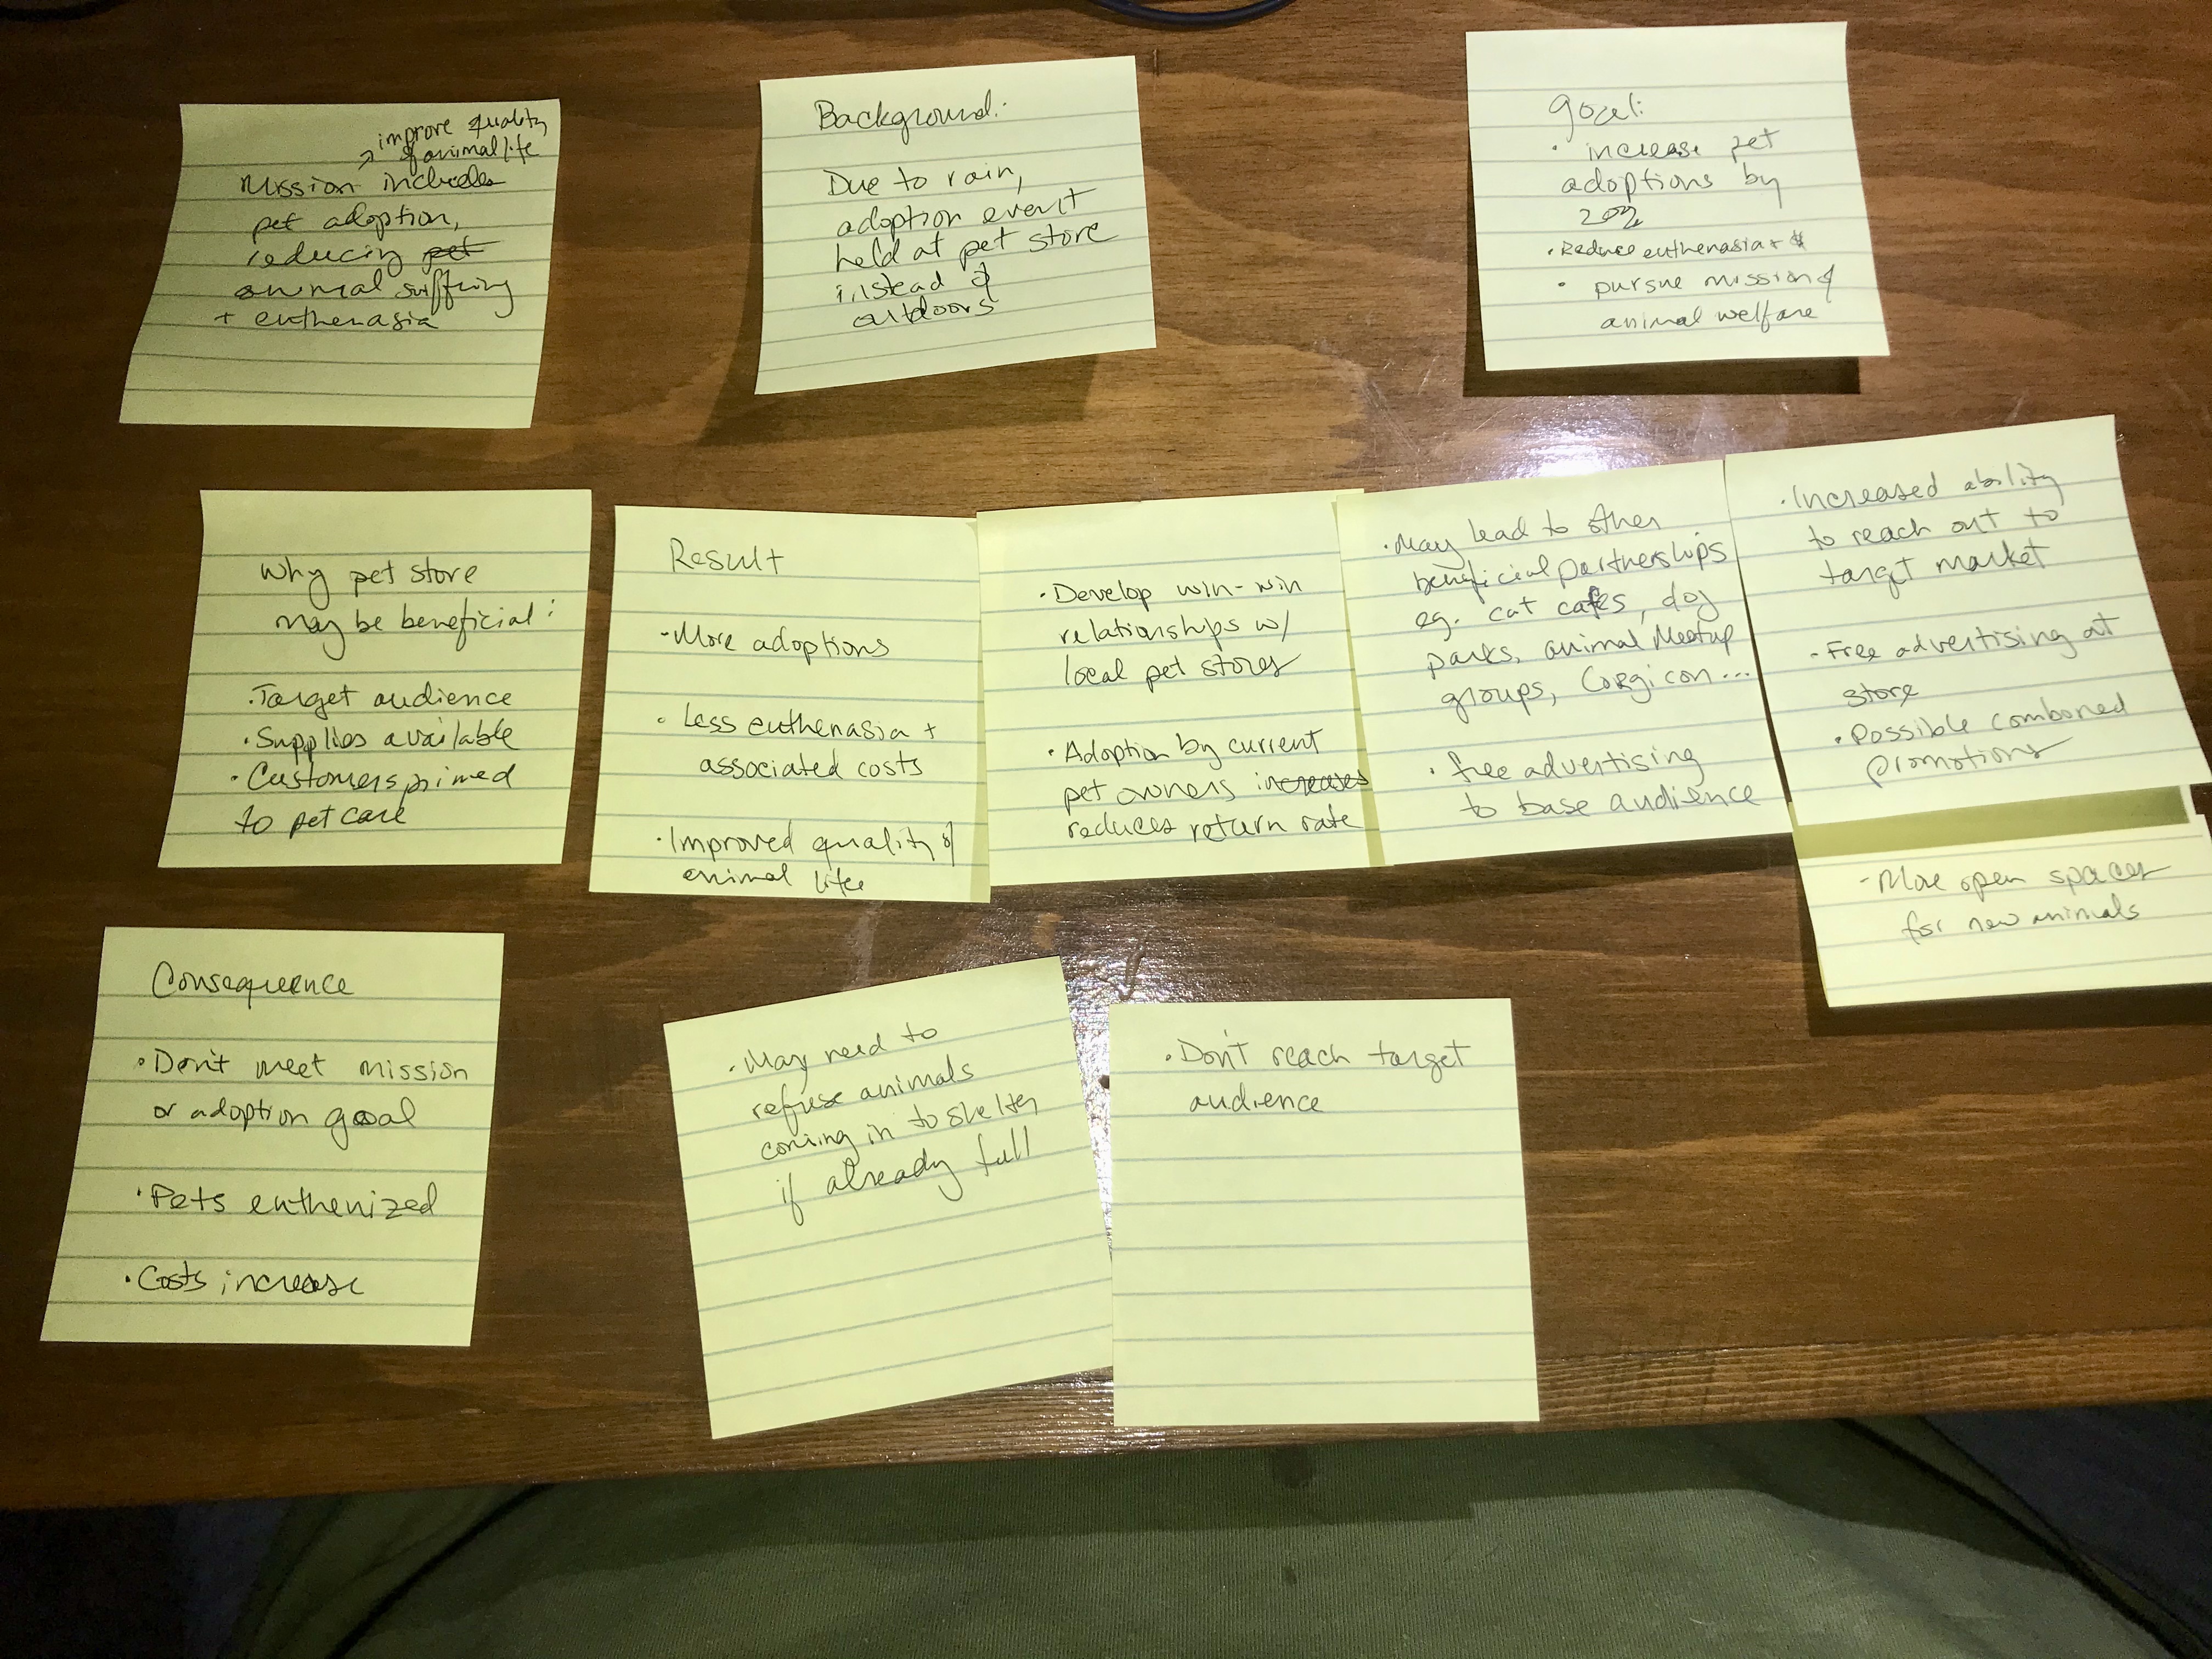 improve quality
of animal life
Mission includes
pet adoption,
reducing pet
animal suffring
+ euthenasia
Background:
Due to rain,
adoption event
held at pet store
instead of
outdoors
Goal:
• increase pet
adoptions by
20%
• Reduce euthenasia + $
• pursue mission of
animal welfare
Why pet store
may be beneficial:
• Target audience
• Supplies available
• Customers primed
to pet care
Result
• More adoptions
• Less euthenasia +
associated costs
• Improved quality of
animal life
• Develop win-win
relationships w/
local pet stores
• Adoption by current
pet owners increases
reduces return rate
• May lead to other
beneficial partnerships
eg. cat cafes, dog
parks, animal Meetup
groups, Corgi con...
• free advertising
to base audience
• Increased ability
to reach out to
target market
• Free advertising at
store
• Possible comboned
promotions
- More open spaces
for new animals
Consequence
• Don't meet mission
or adoption goal
• Pets euthenized
• Costs increase
• May need to
refuse animals
coming in to shelter
if already full
• Don't reach target
audience